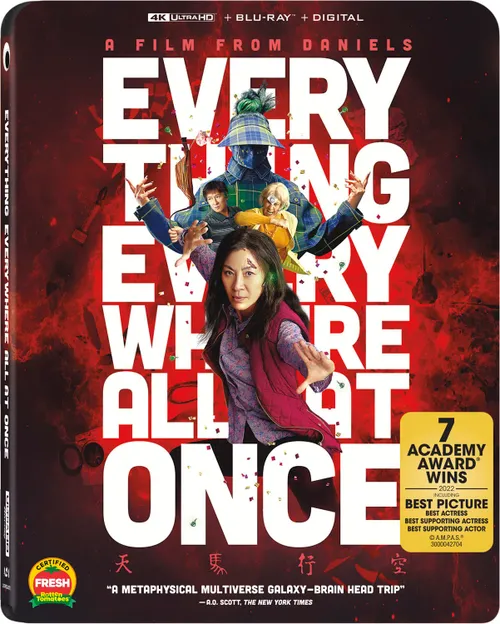 4K ULTRA HD + BLU-RAY + DIGITAL
A FILM FROM DANIELS
EVERY
THING
EVERY
WHERE
ALL AT
ONCE
天 馬 行 空
"A METAPHYSICAL MULTIVERSE GALAXY-BRAIN HEAD TRIP"
—A.O. SCOTT, THE NEW YORK TIMES
7
ACADEMY
AWARD®
WINS
2022
INCLUDING
BEST PICTURE
BEST ACTRESS
BEST SUPPORTING ACTRESS
BEST SUPPORTING ACTOR
© A.M.P.A.S.®
3000042704
CERTIFIED
FRESH
Rotten
Tomatoes
EVERYTHING EVERYWHERE ALL AT ONCE